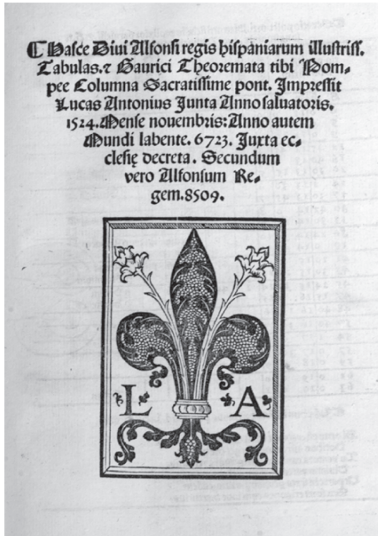 ¶ Hasce Diui Alfonsi regis hispaniarum illustriss.
Tabulas. ⁊ Gaurici Theoremata tibi Pom-
pee Columna Sacratissime pont. Impressit
Lucas Antonius Junta Anno saluatoris.
1524. Mense nouembris: Anno autem
Mundi labente. 6723. Juxta ec-
clesię decreta. Secundum
vero Alfonsum Re-
gem. 8509.
L A